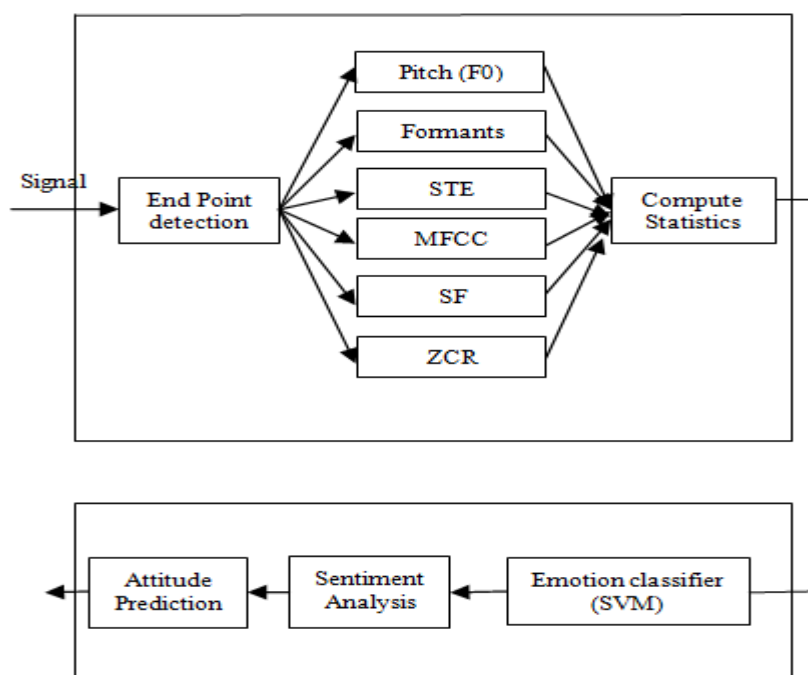 Signal
End Point
detection
Pitch (F0)
Formants
STE
MFCC
SF
ZCR
Compute
Statistics
Attitude
Prediction
Sentiment
Analysis
Emotion classifier
(SVM)